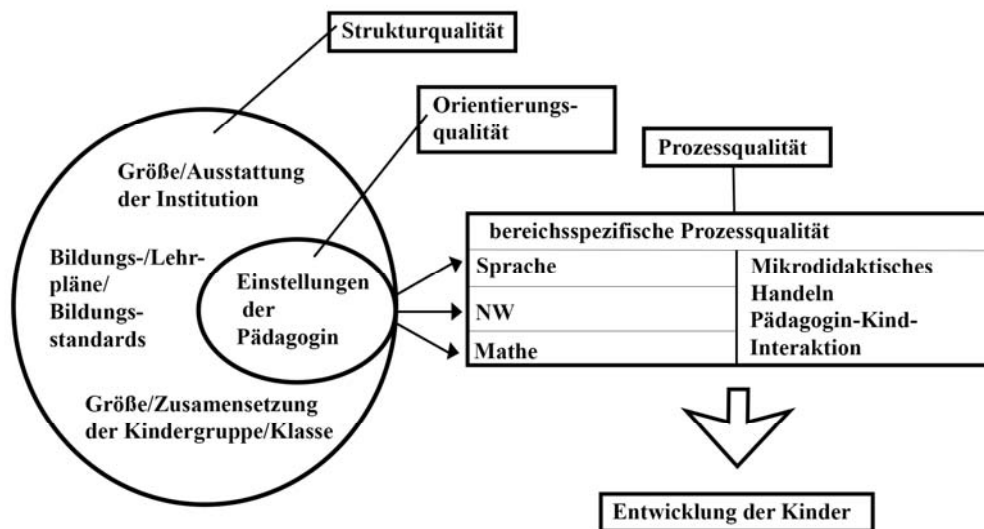 Strukturqualität
Orientierungs-
qualität
Prozessqualität
Größe/Ausstattung
der Institution
Bildungs-/Lehr-
pläne/
Bildungs-
standards
Einstellungen
der
Pädagogin
Größe/Zusamensetzung
der Kindergruppe/Klasse
bereichsspezifische Prozessqualität
Sprache
NW
Mathe
Mikrodidaktisches
Handeln
Pädagogin-Kind-
Interaktion
Entwicklung der Kinder